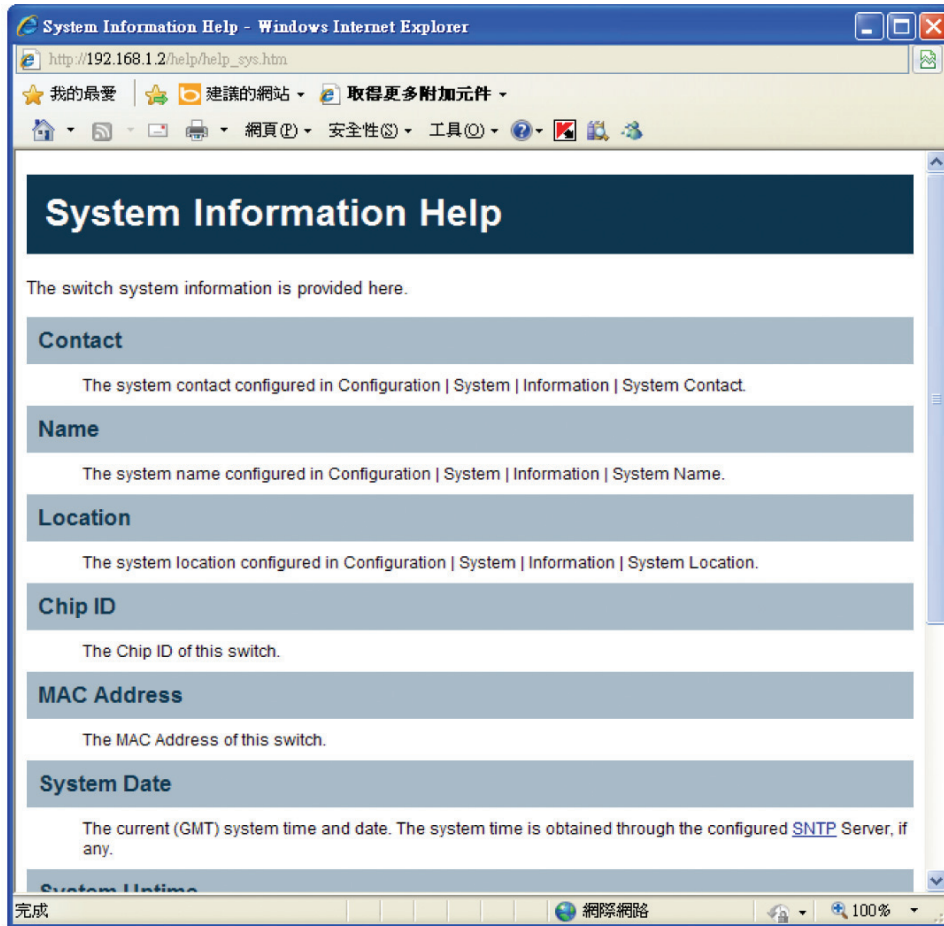 System Information Help - Windows Internet Explorer
http://192.168.1.2/help/help_sys.htm
我的最愛 建議的網站 取得更多附加元件
網頁(P) 安全性(S) 工具(O)
System Information Help
The switch system information is provided here.
Contact
The system contact configured in Configuration | System | Information | System Contact.
Name
The system name configured in Configuration | System | Information | System Name.
Location
The system location configured in Configuration | System | Information | System Location.
Chip ID
The Chip ID of this switch.
MAC Address
The MAC Address of this switch.
System Date
The current (GMT) system time and date. The system time is obtained through the configured SNTP Server, if
any.
System Uptime
完成 網際網路 100%